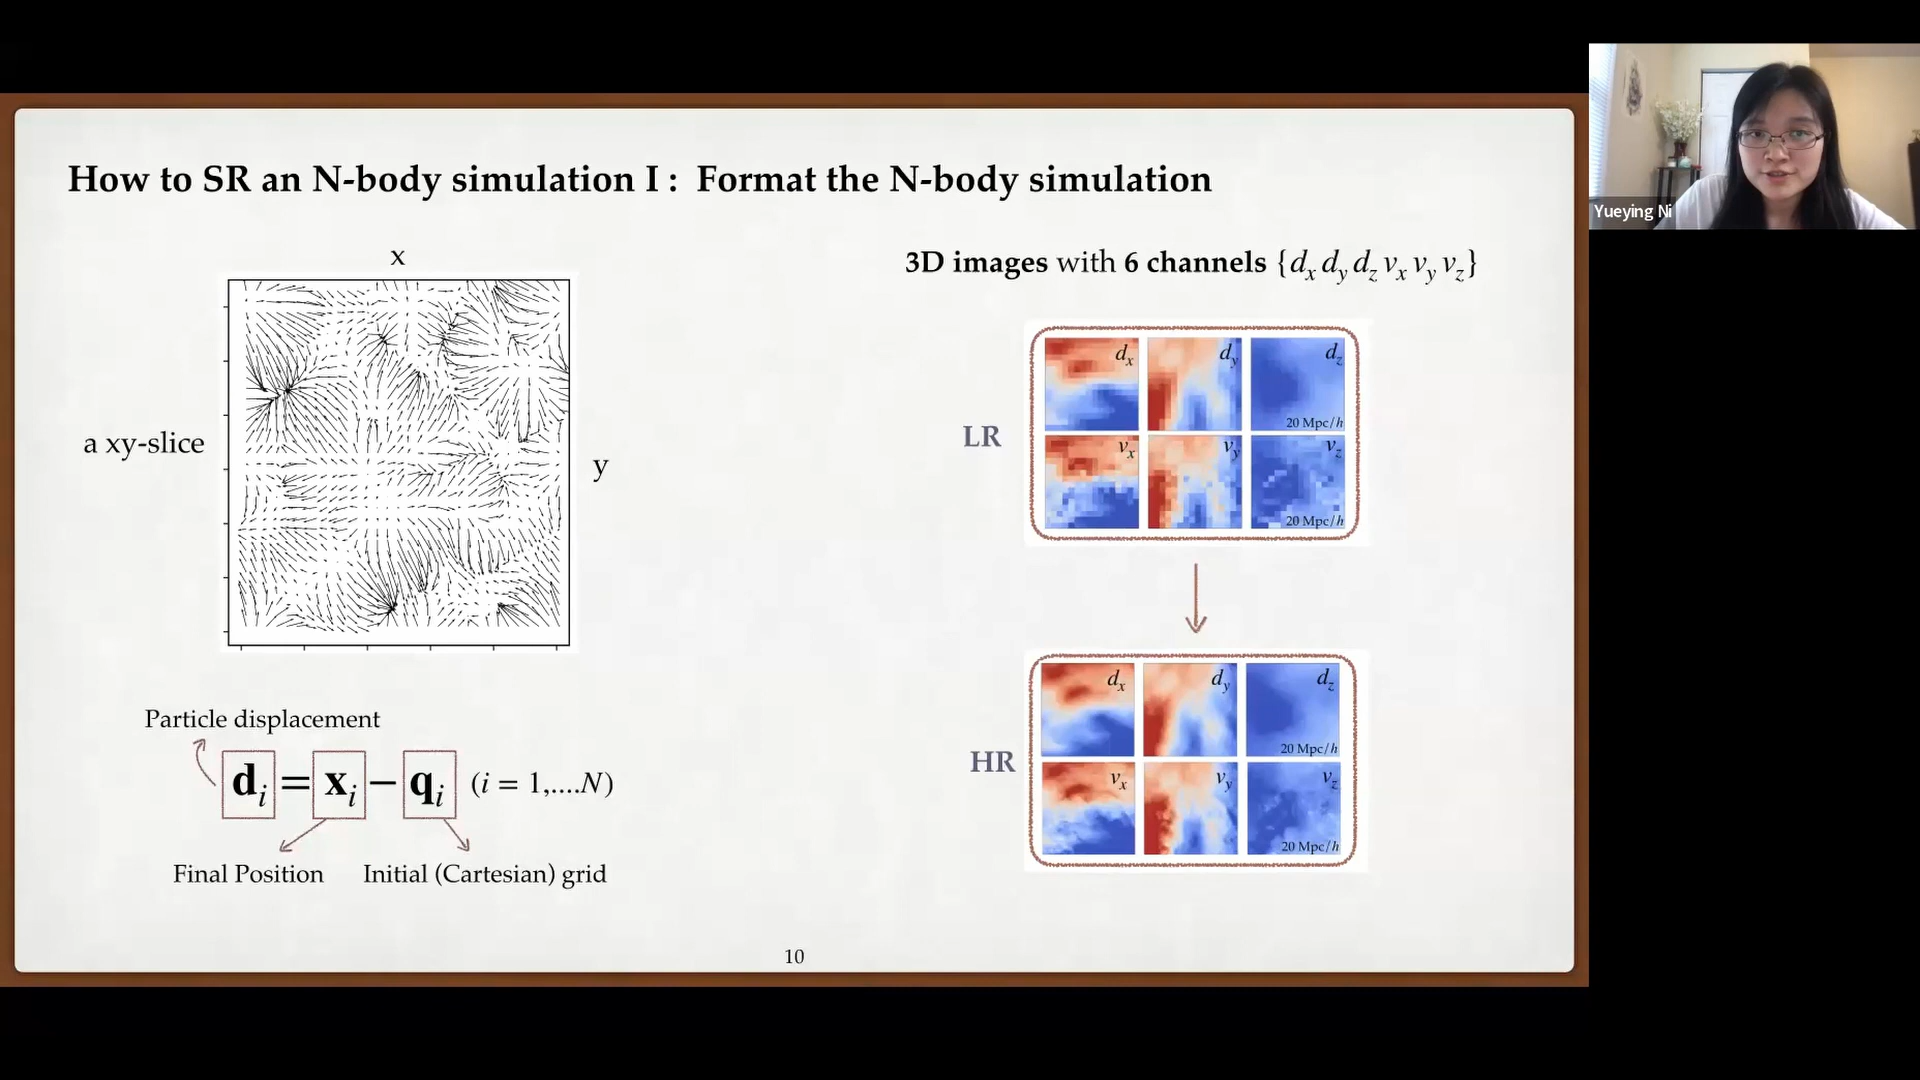 How to SR an N-body simulation I : Format the N-body simulation
x
a xy-slice
y
Particle displacement
d_i = x_i − q_i (i = 1,....N)
Final Position
Initial (Cartesian) grid
3D images with 6 channels {d_x d_y d_z v_x v_y v_z}
LR
d_x
d_y
d_z
20 Mpc/h
v_x
v_y
v_z
20 Mpc/h
HR
d_x
d_y
d_z
20 Mpc/h
v_x
v_y
v_z
20 Mpc/h
10
Yueying Ni